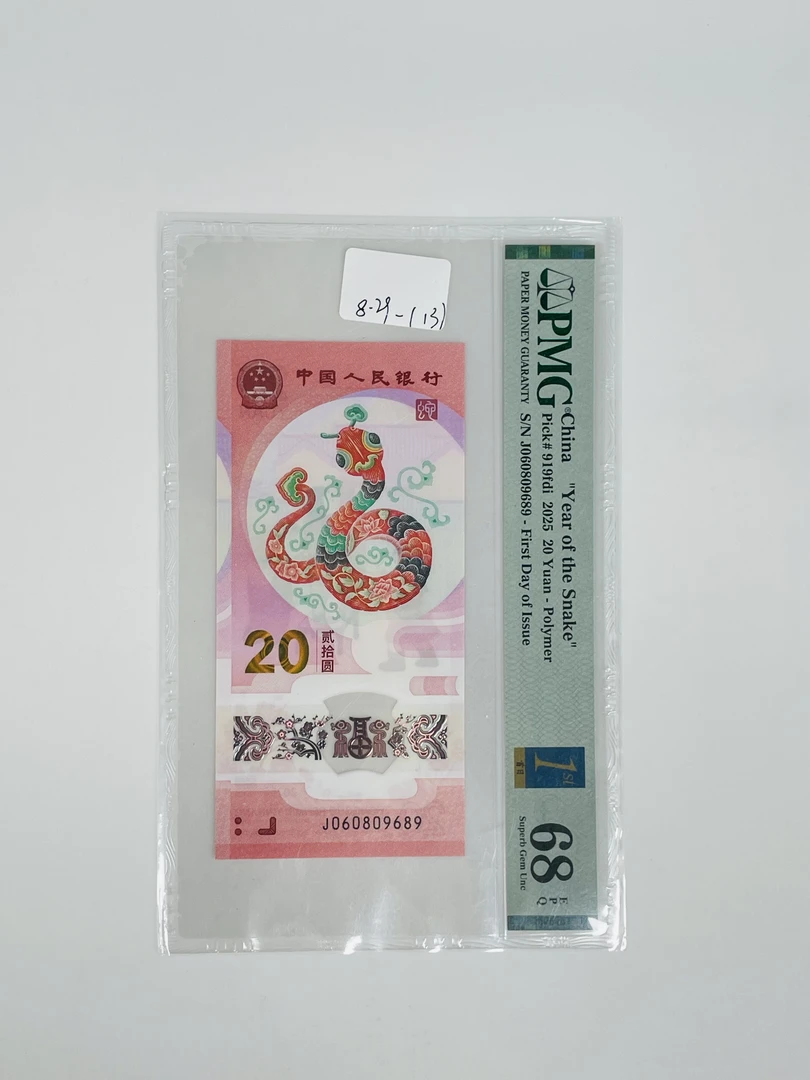 8-29-(13)
中国人民银行
20
贰拾圆
J060809689
PMG
PAPER MONEY GUARANTY
China "Year of the Snake"
Pick# 919fdi 2025 20 Yuan - Polymer
S/N J060809689 - First Day of Issue
1st
首日
68
EPQ
Superb Gem Unc